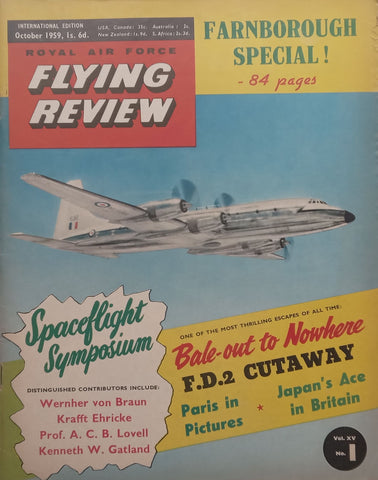 INTERNATIONAL EDITION
October 1959, 1s. 6d.
USA, Canada: 35c. Australia: 2s.
New Zealand: 1s.9d. S. Africa: 2s.3d.
ROYAL AIR FORCE
FLYING
REVIEW
FARNBOROUGH
SPECIAL!
- 84 pages
Spaceflight
Symposium
DISTINGUISHED CONTRIBUTORS INCLUDE:
Wernher von Braun
Krafft Ehricke
Prof. A. C. B. Lovell
Kenneth W. Gatland
ONE OF THE MOST THRILLING ESCAPES OF ALL TIME:
Bale-out to Nowhere
F.D.2 CUTAWAY
Paris in
Pictures
*
Japan's Ace
in Britain
Vol. XV
No. 1